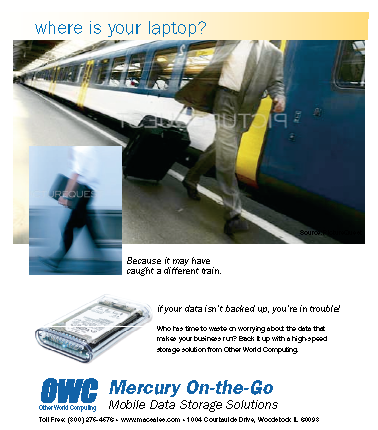 where is your laptop?
Because it may have
caught a different train.
if your data isn't backed up, you're in trouble!
Who has time to waste on worrying about the data that
makes your business run? Back it up with a high-speed
storage solution from Other World Computing.
OWC
Other World Computing
Mercury On-the-Go
Mobile Data Storage Solutions
Toll Free: (800) 275-4576 • www.macsales.com • 1004 Courtaulds Drive, Woodstock IL 60098